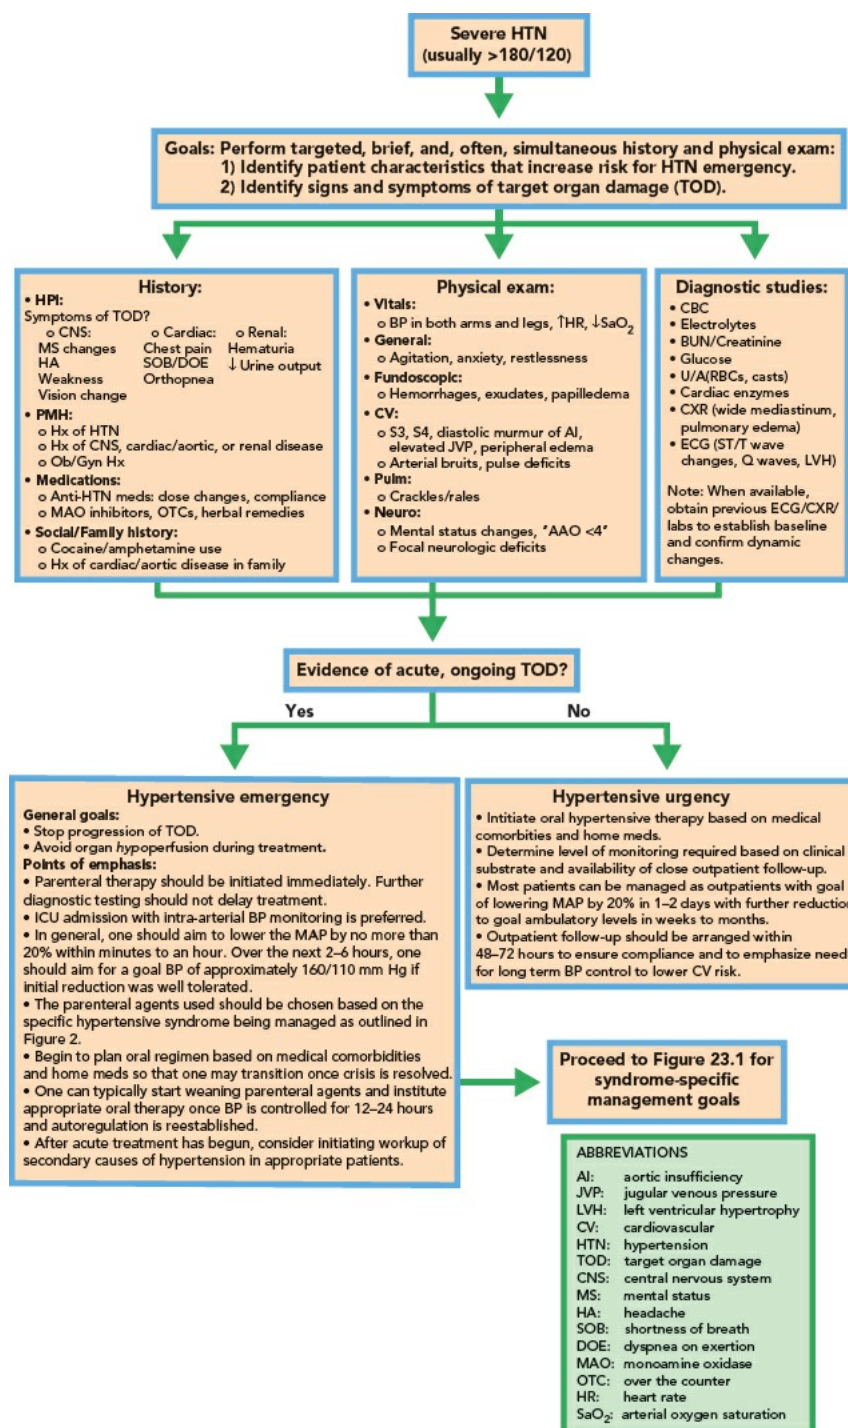 Severe HTN
(usually >180/120)
Goals: Perform targeted, brief, and, often, simultaneous history and physical exam:
1) Identify patient characteristics that increase risk for HTN emergency.
2) Identify signs and symptoms of target organ damage (TOD).
History:
• HPI:
Symptoms of TOD?
o CNS: o Cardiac: o Renal:
MS changes Chest pain Hematuria
HA SOB/DOE ↓ Urine output
Weakness Orthopnea
Vision change
• PMH:
o Hx of HTN
o Hx of CNS, cardiac/aortic, or renal disease
o Ob/Gyn Hx
• Medications:
o Anti-HTN meds: dose changes, compliance
o MAO inhibitors, OTCs, herbal remedies
• Social/Family history:
o Cocaine/amphetamine use
o Hx of cardiac/aortic disease in family
Physical exam:
• Vitals:
o BP in both arms and legs, ↑HR, ↓SaO₂
• General:
o Agitation, anxiety, restlessness
• Fundoscopic:
o Hemorrhages, exudates, papilledema
• CV:
o S3, S4, diastolic murmur of AI,
elevated JVP, peripheral edema
o Arterial bruits, pulse deficits
• Pulm:
o Crackles/rales
• Neuro:
o Mental status changes, "AAO <4"
o Focal neurologic deficits
Diagnostic studies:
• CBC
• Electrolytes
• BUN/Creatinine
• Glucose
• U/A(RBCs, casts)
• Cardiac enzymes
• CXR (wide mediastinum,
pulmonary edema)
• ECG (ST/T wave
changes, Q waves, LVH)
Note: When available,
obtain previous ECG/CXR/
labs to establish baseline
and confirm dynamic
changes.
Evidence of acute, ongoing TOD?
Yes
No
Hypertensive emergency
General goals:
• Stop progression of TOD.
• Avoid organ hypoperfusion during treatment.
Points of emphasis:
• Parenteral therapy should be initiated immediately. Further
diagnostic testing should not delay treatment.
• ICU admission with intra-arterial BP monitoring is preferred.
• In general, one should aim to lower the MAP by no more than
20% within minutes to an hour. Over the next 2–6 hours, one
should aim for a goal BP of approximately 160/110 mm Hg if
initial reduction was well tolerated.
• The parenteral agents used should be chosen based on the
specific hypertensive syndrome being managed as outlined in
Figure 2.
• Begin to plan oral regimen based on medical comorbidities
and home meds so that one may transition once crisis is resolved.
• One can typically start weaning parenteral agents and institute
appropriate oral therapy once BP is controlled for 12–24 hours
and autoregulation is reestablished.
• After acute treatment has begun, consider initiating workup of
secondary causes of hypertension in appropriate patients.
Hypertensive urgency
• Intitiate oral hypertensive therapy based on medical
comorbities and home meds.
• Determine level of monitoring required based on clinical
substrate and availability of close outpatient follow-up.
• Most patients can be managed as outpatients with goal
of lowering MAP by 20% in 1–2 days with further reduction
to goal ambulatory levels in weeks to months.
• Outpatient follow-up should be arranged within
48–72 hours to ensure compliance and to emphasize need
for long term BP control to lower CV risk.
Proceed to Figure 23.1 for
syndrome-specific
management goals
ABBREVIATIONS
AI: aortic insufficiency
JVP: jugular venous pressure
LVH: left ventricular hypertrophy
CV: cardiovascular
HTN: hypertension
TOD: target organ damage
CNS: central nervous system
MS: mental status
HA: headache
SOB: shortness of breath
DOE: dyspnea on exertion
MAO: monoamine oxidase
OTC: over the counter
HR: heart rate
SaO₂: arterial oxygen saturation